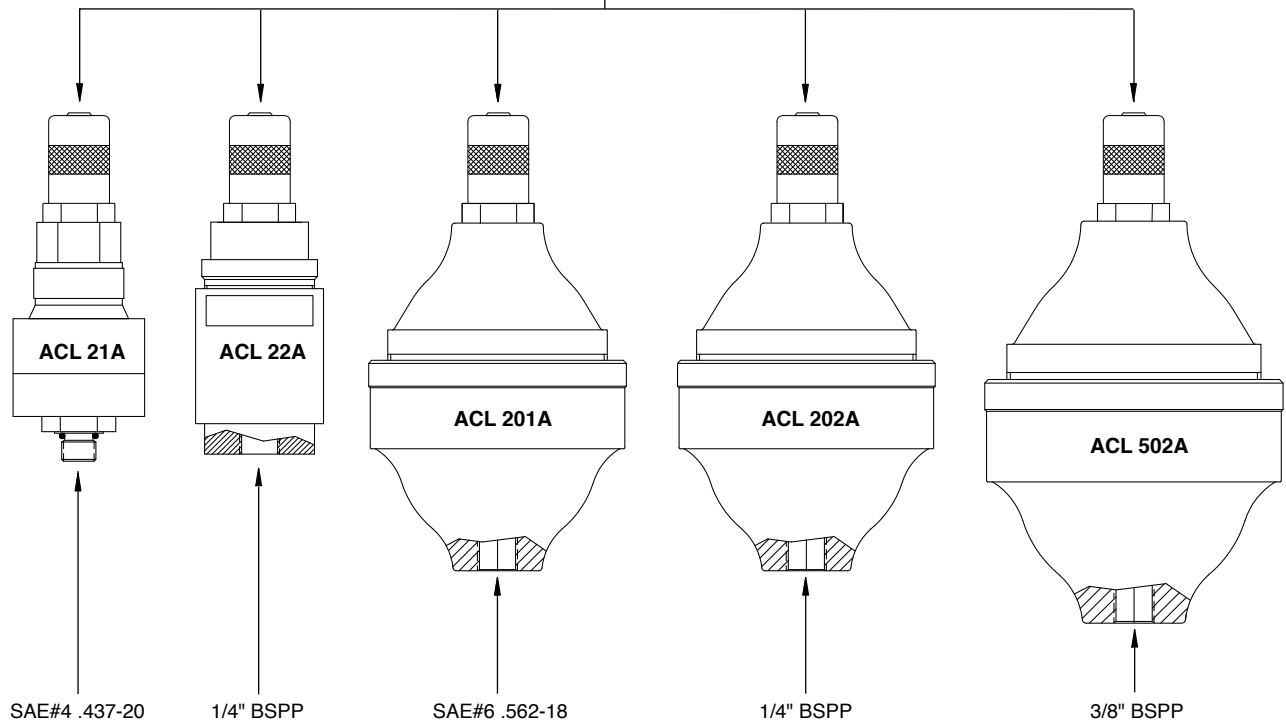 ACL 21A
ACL 22A
ACL 201A
ACL 202A
ACL 502A
SAE#4 .437-20
1/4" BSPP
SAE#6 .562-18
1/4" BSPP
3/8" BSPP